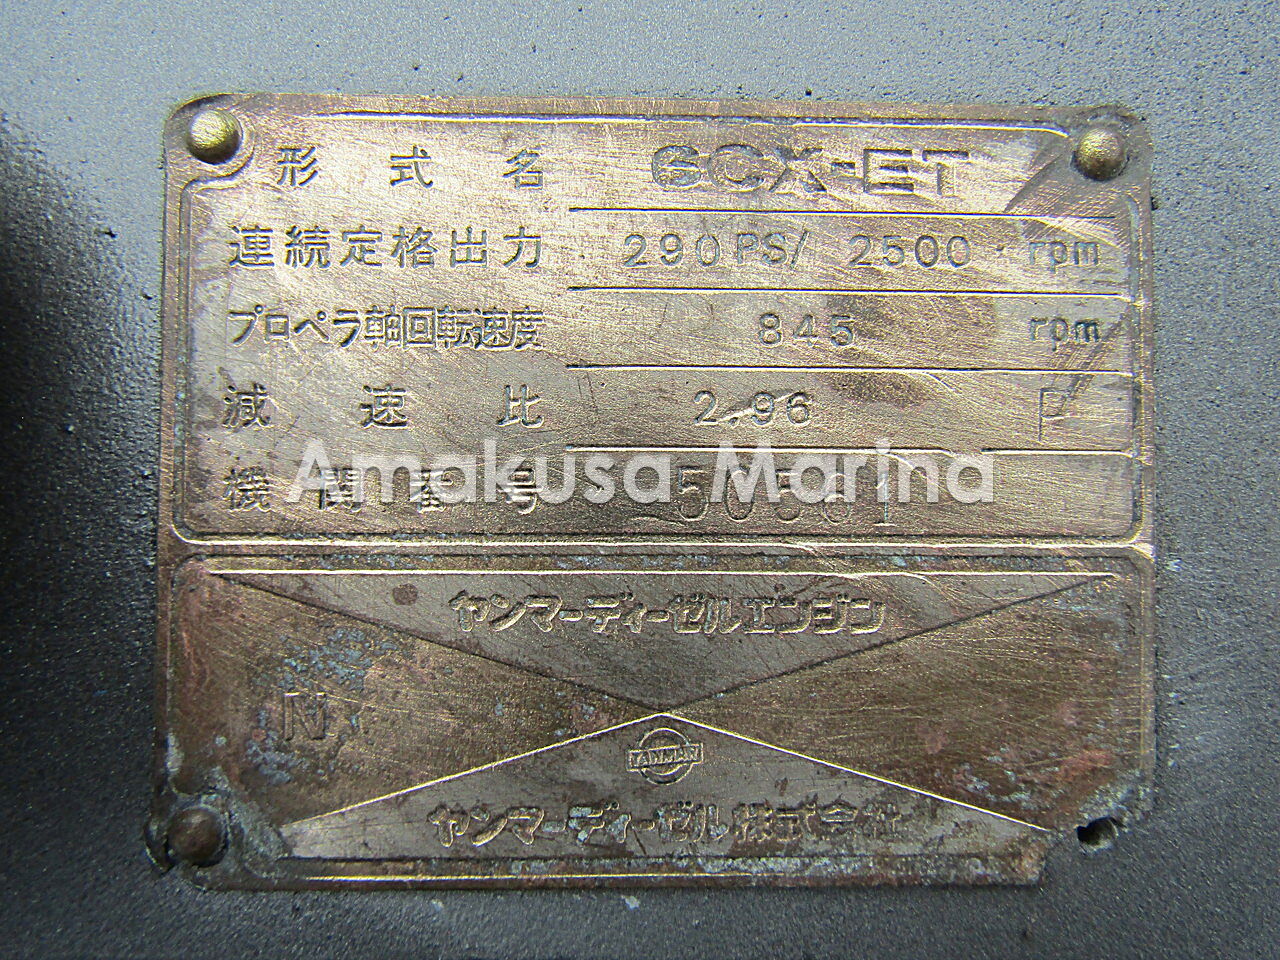 形式名 6CX-ET
連続定格出力 290PS/ 2500 rpm
プロペラ軸回転速度 845 rpm
減速比 2.96 P
機関番号
Amakusa Marina
ヤンマーディーゼルエンジン
N
YANMAR
ヤンマーディーゼル株式会社